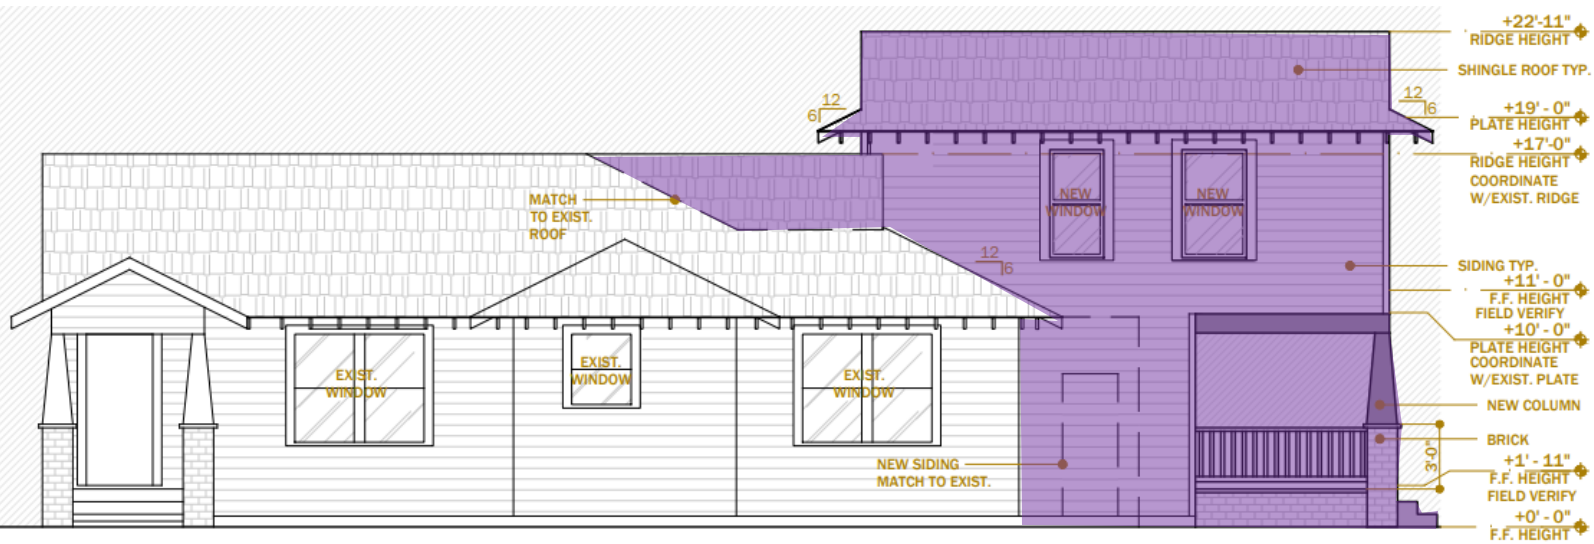 +22'-11"
RIDGE HEIGHT
SHINGLE ROOF TYP.
12
6
12
6
+19' - 0"
PLATE HEIGHT
+17'-0"
RIDGE HEIGHT
COORDINATE
W/EXIST. RIDGE
MATCH
TO EXIST.
ROOF
NEW
WINDOW
NEW
WINDOW
12
6
SIDING TYP.
+11' - 0"
F.F. HEIGHT
FIELD VERIFY
+10' - 0"
PLATE HEIGHT
COORDINATE
W/EXIST. PLATE
EXIST.
WINDOW
EXIST.
WINDOW
EXIST.
WINDOW
NEW COLUMN
BRICK
3'-0"
NEW SIDING
MATCH TO EXIST.
+1' - 11"
F.F. HEIGHT
FIELD VERIFY
+0' - 0"
F.F. HEIGHT